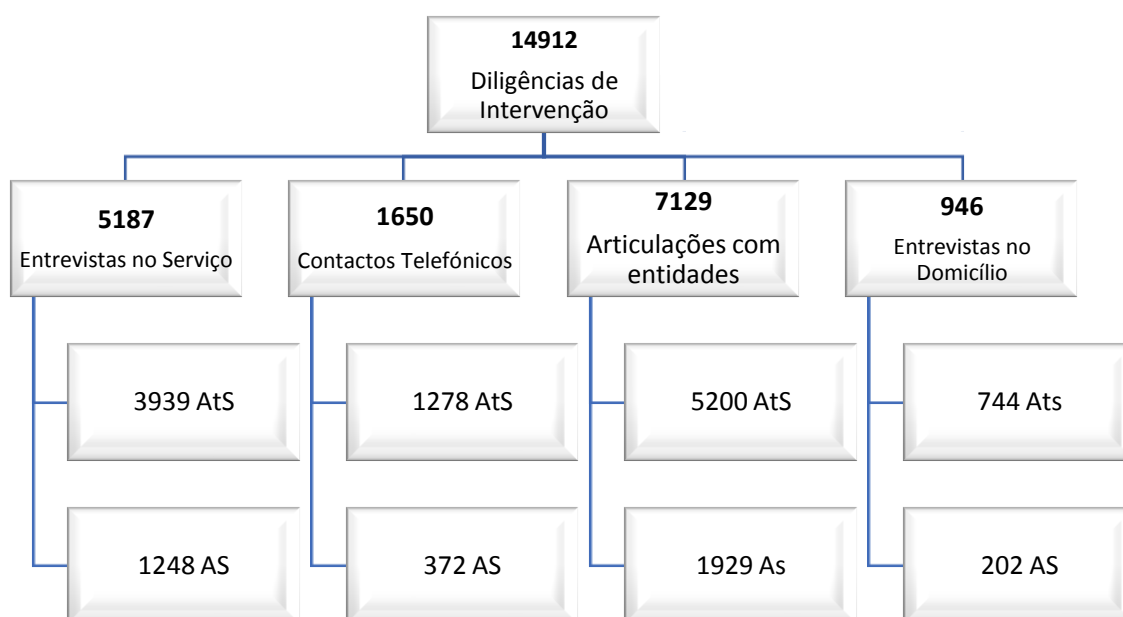 14912
Diligências de
Intervenção
5187
Entrevistas no Serviço
1650
Contactos Telefónicos
7129
Articulações com
entidades
946
Entrevistas no
Domicílio
3939 AtS
1278 AtS
5200 AtS
744 Ats
1248 AS
372 AS
1929 As
202 AS